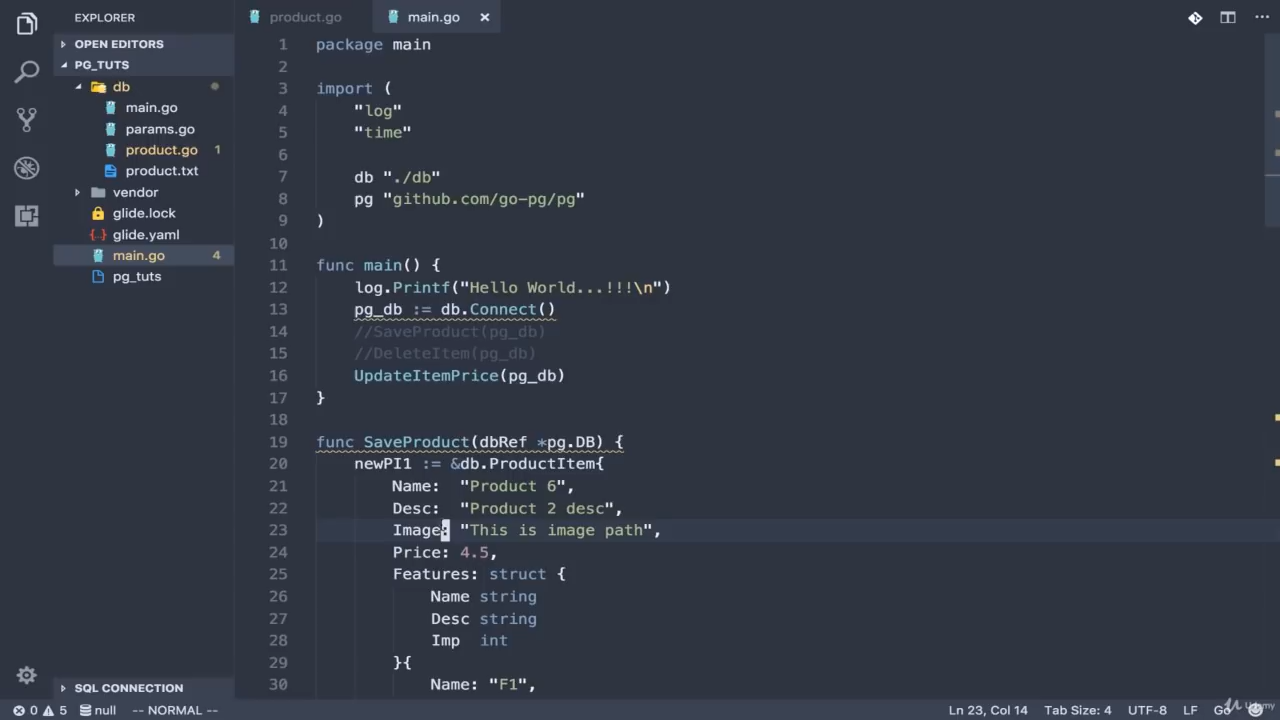 EXPLORER
OPEN EDITORS
PG_TUTS
db
main.go
params.go
product.go 1
product.txt
vendor
glide.lock
glide.yaml
main.go 4
pg_tuts
SQL CONNECTION
product.go
main.go
1 package main
2
3 import (
4 "log"
5 "time"
6
7 db "./db"
8 pg "github.com/go-pg/pg"
9 )
10
11 func main() {
12 log.Printf("Hello World...!!!\n")
13 pg_db := db.Connect()
14 //SaveProduct(pg_db)
15 //DeleteItem(pg_db)
16 UpdateItemPrice(pg_db)
17 }
18
19 func SaveProduct(dbRef *pg.DB) {
20 newPI1 := &db.ProductItem{
21 Name: "Product 6",
22 Desc: "Product 2 desc",
23 Image: "This is image path",
24 Price: 4.5,
25 Features: struct {
26 Name string
27 Desc string
28 Imp int
29 }{
30 Name: "F1",
0 5 null -- NORMAL -- Ln 23, Col 14 Tab Size: 4 UTF-8 LF Go
Udemy